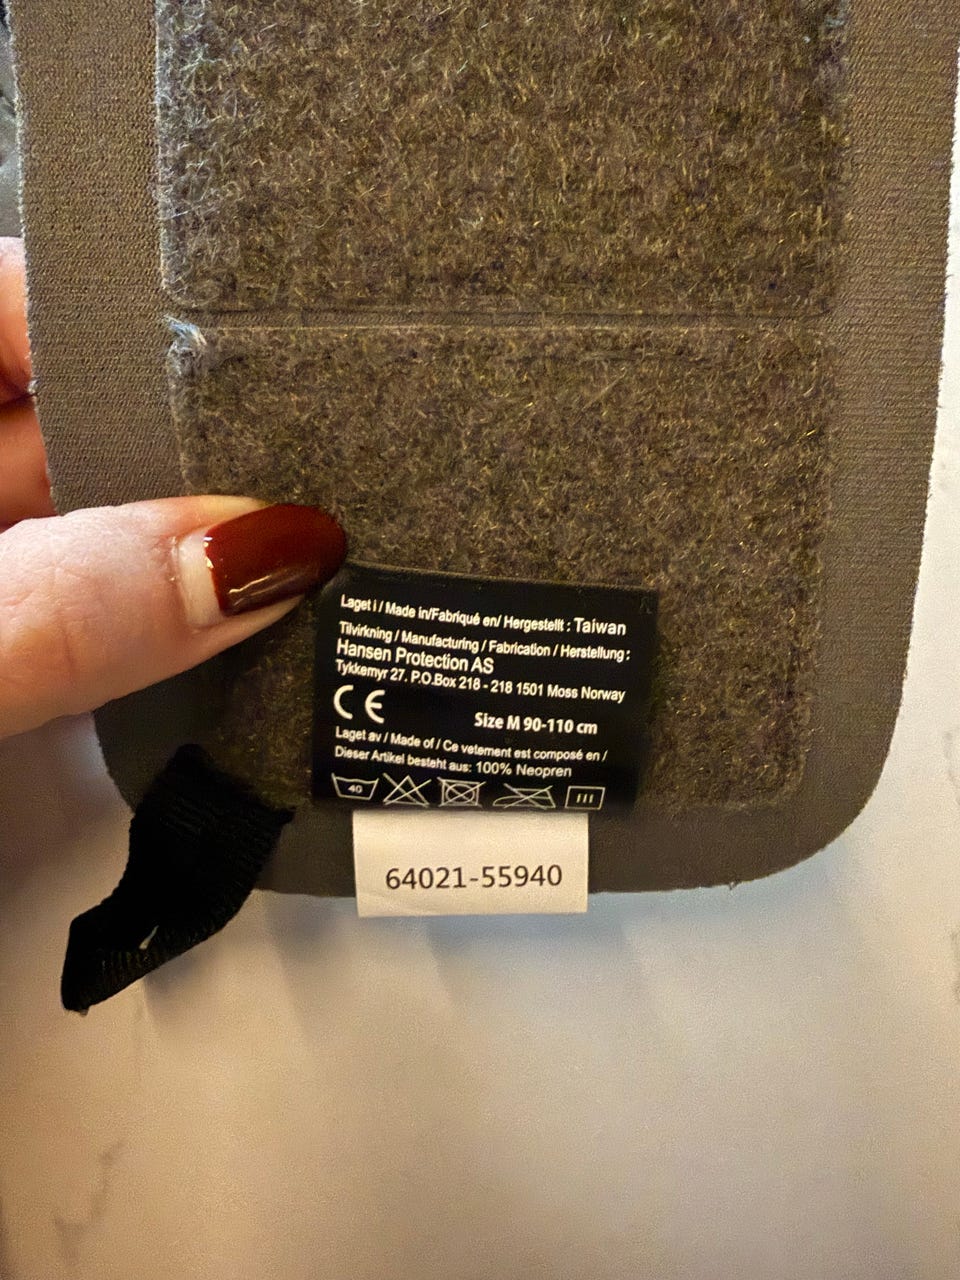 Laget i / Made in/Fabriqué en/ Hergestellt : Taiwan
Tilvirkning / Manufacturing / Fabrication / Herstellung :
Hansen Protection AS
Tykkemyr 27. P.O.Box 218 - 218 1501 Moss Norway
CE
Size M 90-110 cm
Laget av / Made of / Ce vetement est composé en /
Dieser Artikel besteht aus: 100% Neopren
40
64021-55940